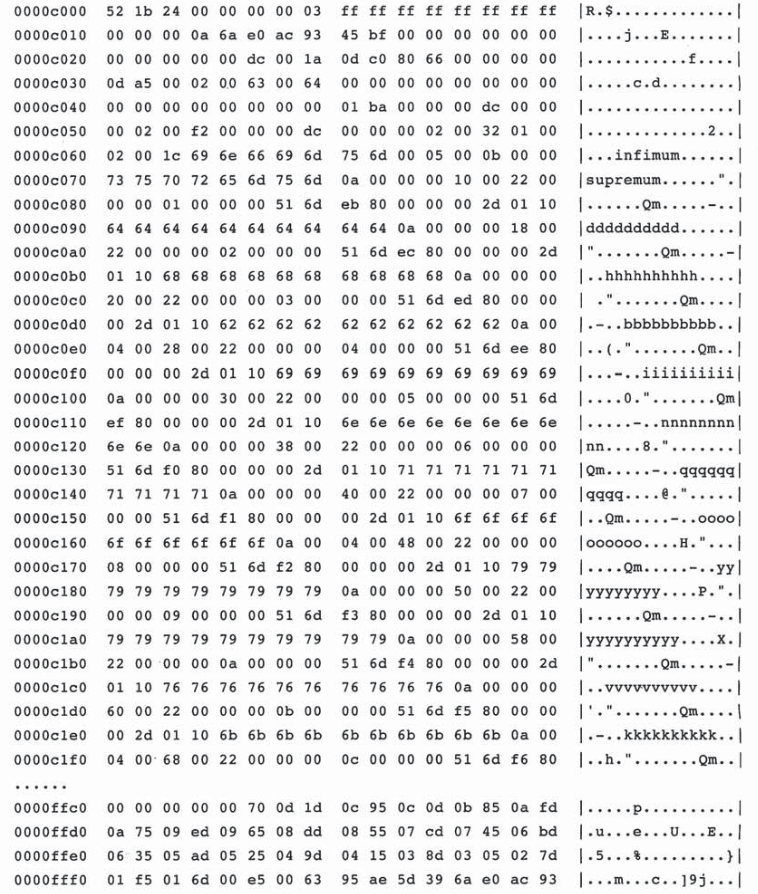 0000c000 52 1b 24 00 00 00 00 03 ff ff ff ff ff ff ff ff |R.$.............|
0000c010 00 00 00 0a 6a e0 ac 93 45 bf 00 00 00 00 00 00 |....j...E.......|
0000c020 00 00 00 00 00 dc 00 1a 0d c0 80 66 00 00 00 00 |...........f....|
0000c030 0d a5 00 02 00 63 00 64 00 00 00 00 00 00 00 00 |.....c.d........|
0000c040 00 00 00 00 00 00 00 00 01 ba 00 00 00 dc 00 00 |................|
0000c050 00 02 00 f2 00 00 00 dc 00 00 00 02 00 32 01 00 |.............2..|
0000c060 02 00 1c 69 6e 66 69 6d 75 6d 00 05 00 0b 00 00 |...infimum......|
0000c070 73 75 70 72 65 6d 75 6d 0a 00 00 00 10 00 22 00 |supremum......".|
0000c080 00 00 01 00 00 00 51 6d eb 80 00 00 00 2d 01 10 |......Qm.....-..|
0000c090 64 64 64 64 64 64 64 64 64 64 0a 00 00 00 18 00 |dddddddddd......|
0000c0a0 22 00 00 00 02 00 00 00 51 6d ec 80 00 00 00 2d |".......Qm.....-|
0000c0b0 01 10 68 68 68 68 68 68 68 68 68 68 0a 00 00 00 |..hhhhhhhhhh....|
0000c0c0 20 00 22 00 00 00 03 00 00 00 51 6d ed 80 00 00 | .".......Qm....|
0000c0d0 00 2d 01 10 62 62 62 62 62 62 62 62 62 62 0a 00 |.-..bbbbbbbbbb..|
0000c0e0 04 00 28 00 22 00 00 00 04 00 00 00 51 6d ee 80 |..(.".......Qm..|
0000c0f0 00 00 00 2d 01 10 69 69 69 69 69 69 69 69 69 69 |...-..iiiiiiiiii|
0000c100 0a 00 00 00 30 00 22 00 00 00 05 00 00 00 51 6d |....0.".......Qm|
0000c110 ef 80 00 00 00 2d 01 10 6e 6e 6e 6e 6e 6e 6e 6e |.....-..nnnnnnnn|
0000c120 6e 6e 0a 00 00 00 38 00 22 00 00 00 06 00 00 00 |nn....8.".......|
0000c130 51 6d f0 80 00 00 00 2d 01 10 71 71 71 71 71 71 |Qm.....-..qqqqqq|
0000c140 71 71 71 71 0a 00 00 00 40 00 22 00 00 00 07 00 |qqqq....@.".....|
0000c150 00 00 51 6d f1 80 00 00 00 2d 01 10 6f 6f 6f 6f |..Qm.....-..oooo|
0000c160 6f 6f 6f 6f 6f 6f 0a 00 04 00 48 00 22 00 00 00 |oooooo....H."...|
0000c170 08 00 00 00 51 6d f2 80 00 00 00 2d 01 10 79 79 |....Qm.....-..yy|
0000c180 79 79 79 79 79 79 79 79 0a 00 00 00 50 00 22 00 |yyyyyyyy....P.".|
0000c190 00 00 09 00 00 00 51 6d f3 80 00 00 00 2d 01 10 |......Qm.....-..|
0000c1a0 79 79 79 79 79 79 79 79 79 79 0a 00 00 00 58 00 |yyyyyyyyyy....X.|
0000c1b0 22 00 00 00 0a 00 00 00 51 6d f4 80 00 00 00 2d |".......Qm.....-|
0000c1c0 01 10 76 76 76 76 76 76 76 76 76 76 0a 00 00 00 |..vvvvvvvvvv....|
0000c1d0 60 00 22 00 00 00 0b 00 00 00 51 6d f5 80 00 00 |'.".......Qm....|
0000c1e0 00 2d 01 10 6b 6b 6b 6b 6b 6b 6b 6b 6b 6b 0a 00 |.-..kkkkkkkkkk..|
0000c1f0 04 00 68 00 22 00 00 00 0c 00 00 00 51 6d f6 80 |..h.".......Qm..|
......
0000ffc0 00 00 00 00 00 70 0d 1d 0c 95 0c 0d 0b 85 0a fd |.....p..........|
0000ffd0 0a 75 09 ed 09 65 08 dd 08 55 07 cd 07 45 06 bd |.u...e...U...E..|
0000ffe0 06 35 05 ad 05 25 04 9d 04 15 03 8d 03 05 02 7d |.5...%.........}|
0000fff0 01 f5 01 6d 00 e5 00 63 95 ae 5d 39 6a e0 ac 93 |...m...c..]9j...|